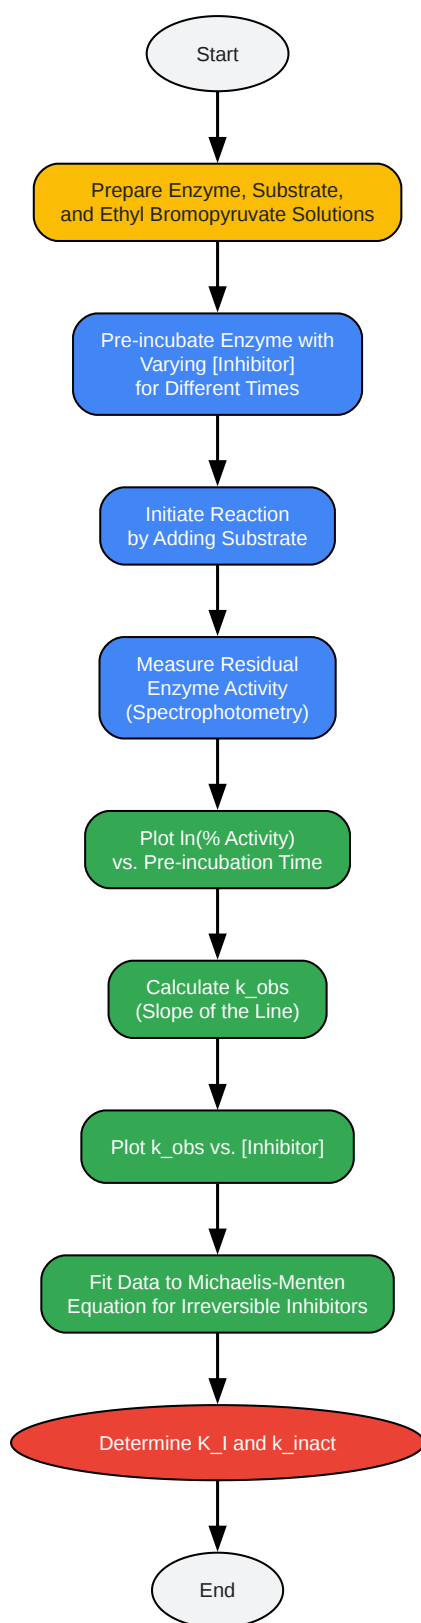 Start
Prepare Enzyme, Substrate,
and Ethyl Bromopyruvate Solutions
Pre-incubate Enzyme with
Varying [Inhibitor]
for Different Times
Initiate Reaction
by Adding Substrate
Measure Residual
Enzyme Activity
(Spectrophotometry)
Plot ln(% Activity)
vs. Pre-incubation Time
Calculate k_obs
(Slope of the Line)
Plot k_obs vs. [Inhibitor]
Fit Data to Michaelis-Menten
Equation for Irreversible Inhibitors
Determine K_I and k_inact
End